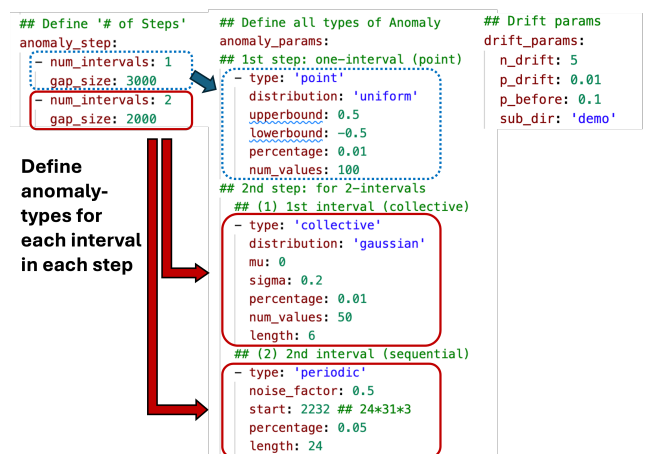 ## Define '# of Steps'
anomaly_step:
- num_intervals: 1
gap_size: 3000
- num_intervals: 2
gap_size: 2000
Define
anomaly-
types for
each interval
in each step
## Define all types of Anomaly
anomaly_params:
## 1st step: one-interval (point)
- type: 'point'
distribution: 'uniform'
upperbound: 0.5
lowerbound: -0.5
percentage: 0.01
num_values: 100
## 2nd step: for 2-intervals
## (1) 1st interval (collective)
- type: 'collective'
distribution: 'gaussian'
mu: 0
sigma: 0.2
percentage: 0.01
num_values: 50
length: 6
## (2) 2nd interval (sequential)
- type: 'periodic'
noise_factor: 0.5
start: 2232 ## 24*31*3
percentage: 0.05
length: 24
## Drift params
drift_params:
n_drift: 5
p_drift: 0.01
p_before: 0.1
sub_dir: 'demo'